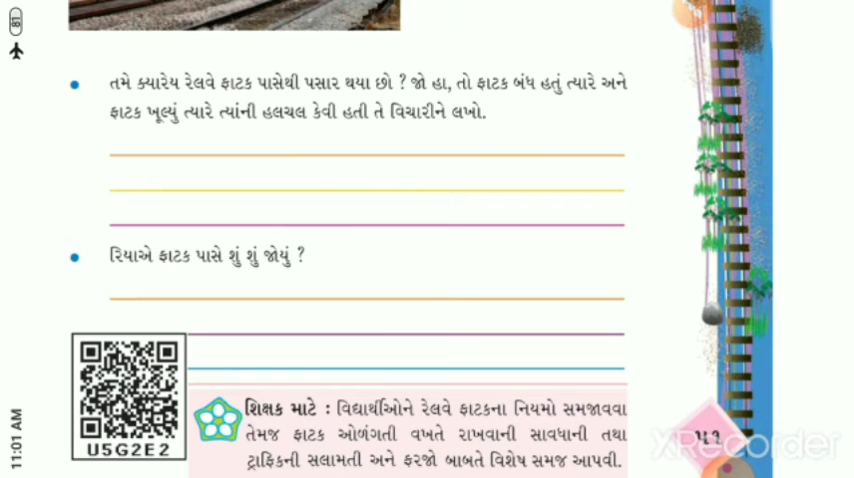 તમે ક્યારેય રેલવે ફાટક પાસેથી પસાર થયા છો ? જો હા, તો ફાટક બંધ હતું ત્યારે અને
ફાટક ખૂલ્યું ત્યારે ત્યાંની હલચલ કેવી હતી તે વિચારીને લખો.
રિયાએ ફાટક પાસે શું શું જોયું ?
U5G2E2
શિક્ષક માટે : વિદ્યાર્થીઓને રેલવે ફાટકના નિયમો સમજાવવા
તેમજ ફાટક ઓળંગતી વખતે રાખવાની સાવધાની તથા
ટ્રાફિકની સલામતી અને ફરજો બાબતે વિશેષ સમજ આપવી.
XRecorder
81
11:01 AM